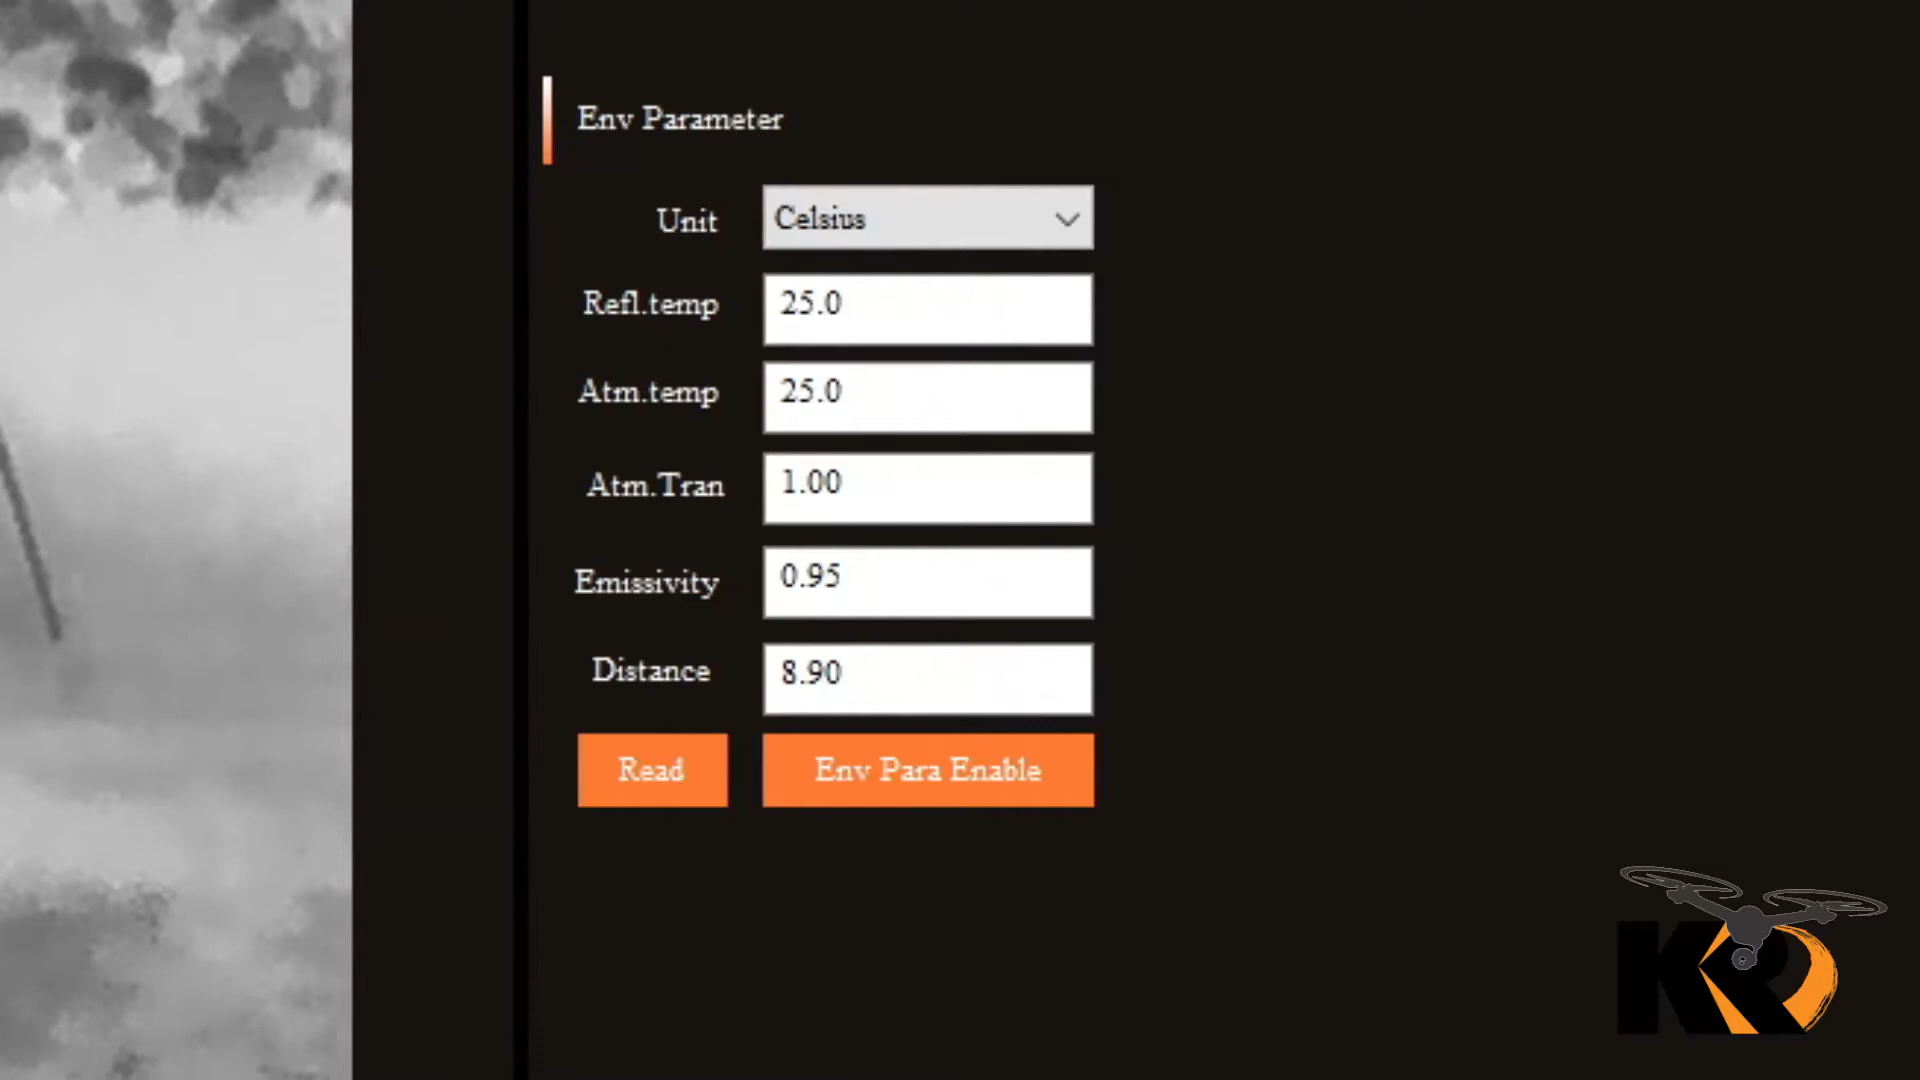 Env Parameter
Unit Celsius
Refl.temp 25.0
Atm.temp 25.0
Atm.Tran 1.00
Emissivity 0.95
Distance 8.90
Read Env Para Enable
KRD